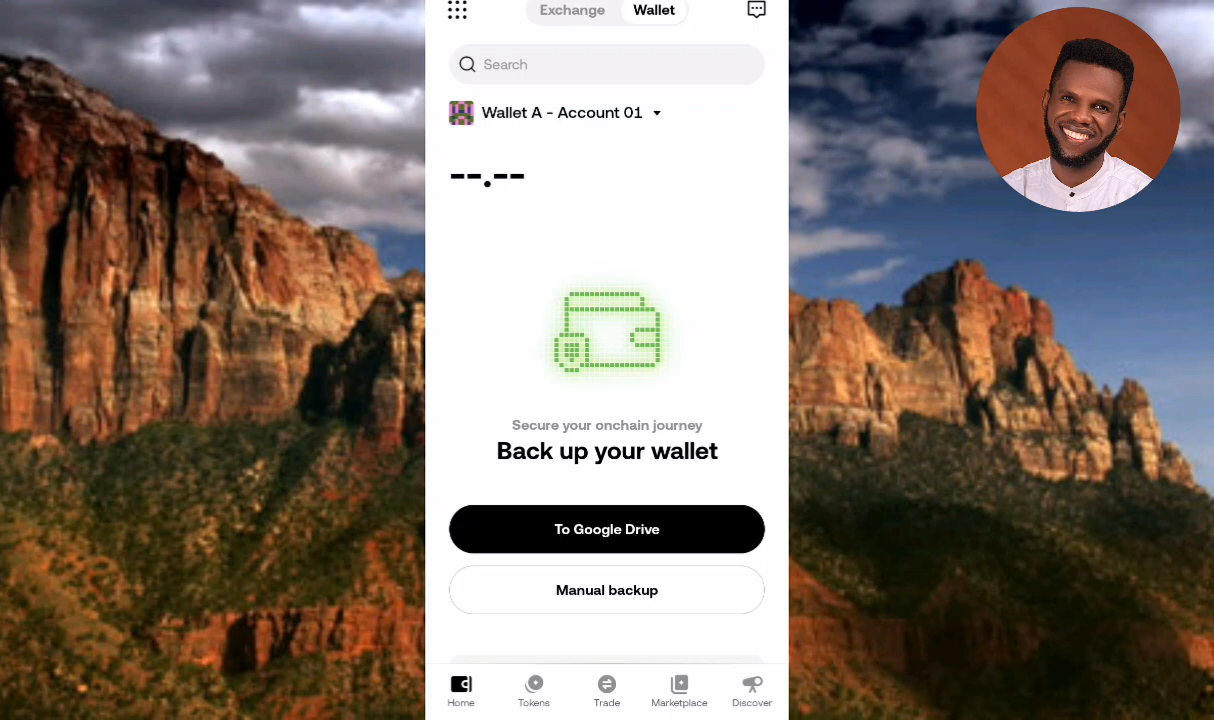 Exchange Wallet
Search
Wallet A - Account 01
--.--
Secure your onchain journey
Back up your wallet
To Google Drive
Manual backup
Home Tokens Trade Marketplace Discover